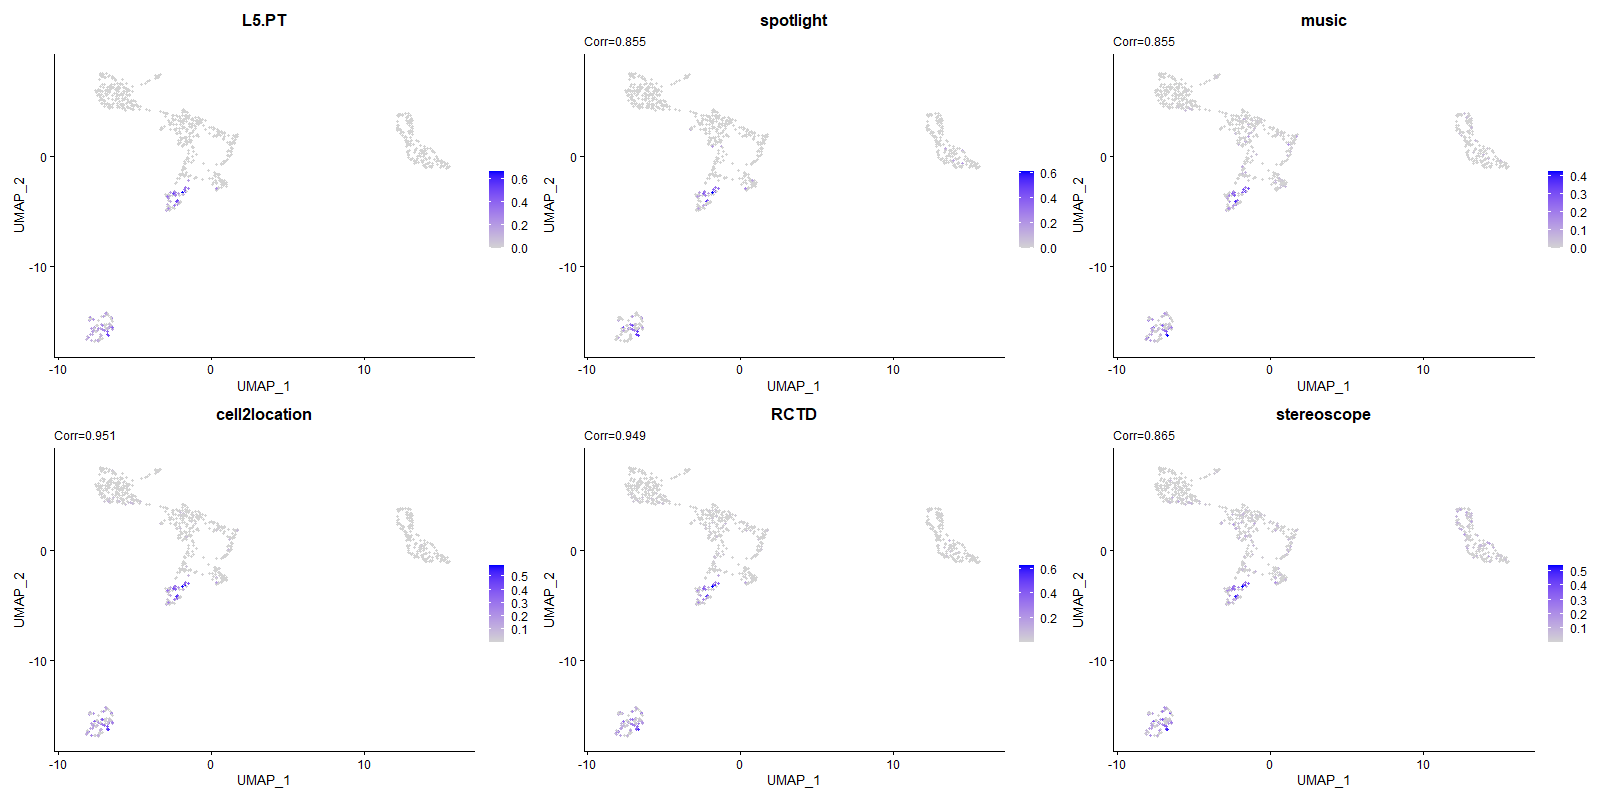 L5.PT
UMAP_2
0
-10
-10
0
10
UMAP_1
0.6
0.4
0.2
0.0
spotlight
Corr=0.855
UMAP_2
0
-10
-10
0
10
UMAP_1
0.6
0.4
0.2
0.0
music
Corr=0.855
UMAP_2
0
-10
-10
0
10
UMAP_1
0.4
0.3
0.2
0.1
0.0
cell2location
Corr=0.951
UMAP_2
0
-10
-10
0
10
UMAP_1
0.5
0.4
0.3
0.2
0.1
RCTD
Corr=0.949
UMAP_2
0
-10
-10
0
10
UMAP_1
0.6
0.4
0.2
stereoscope
Corr=0.865
UMAP_2
0
-10
-10
0
10
UMAP_1
0.5
0.4
0.3
0.2
0.1